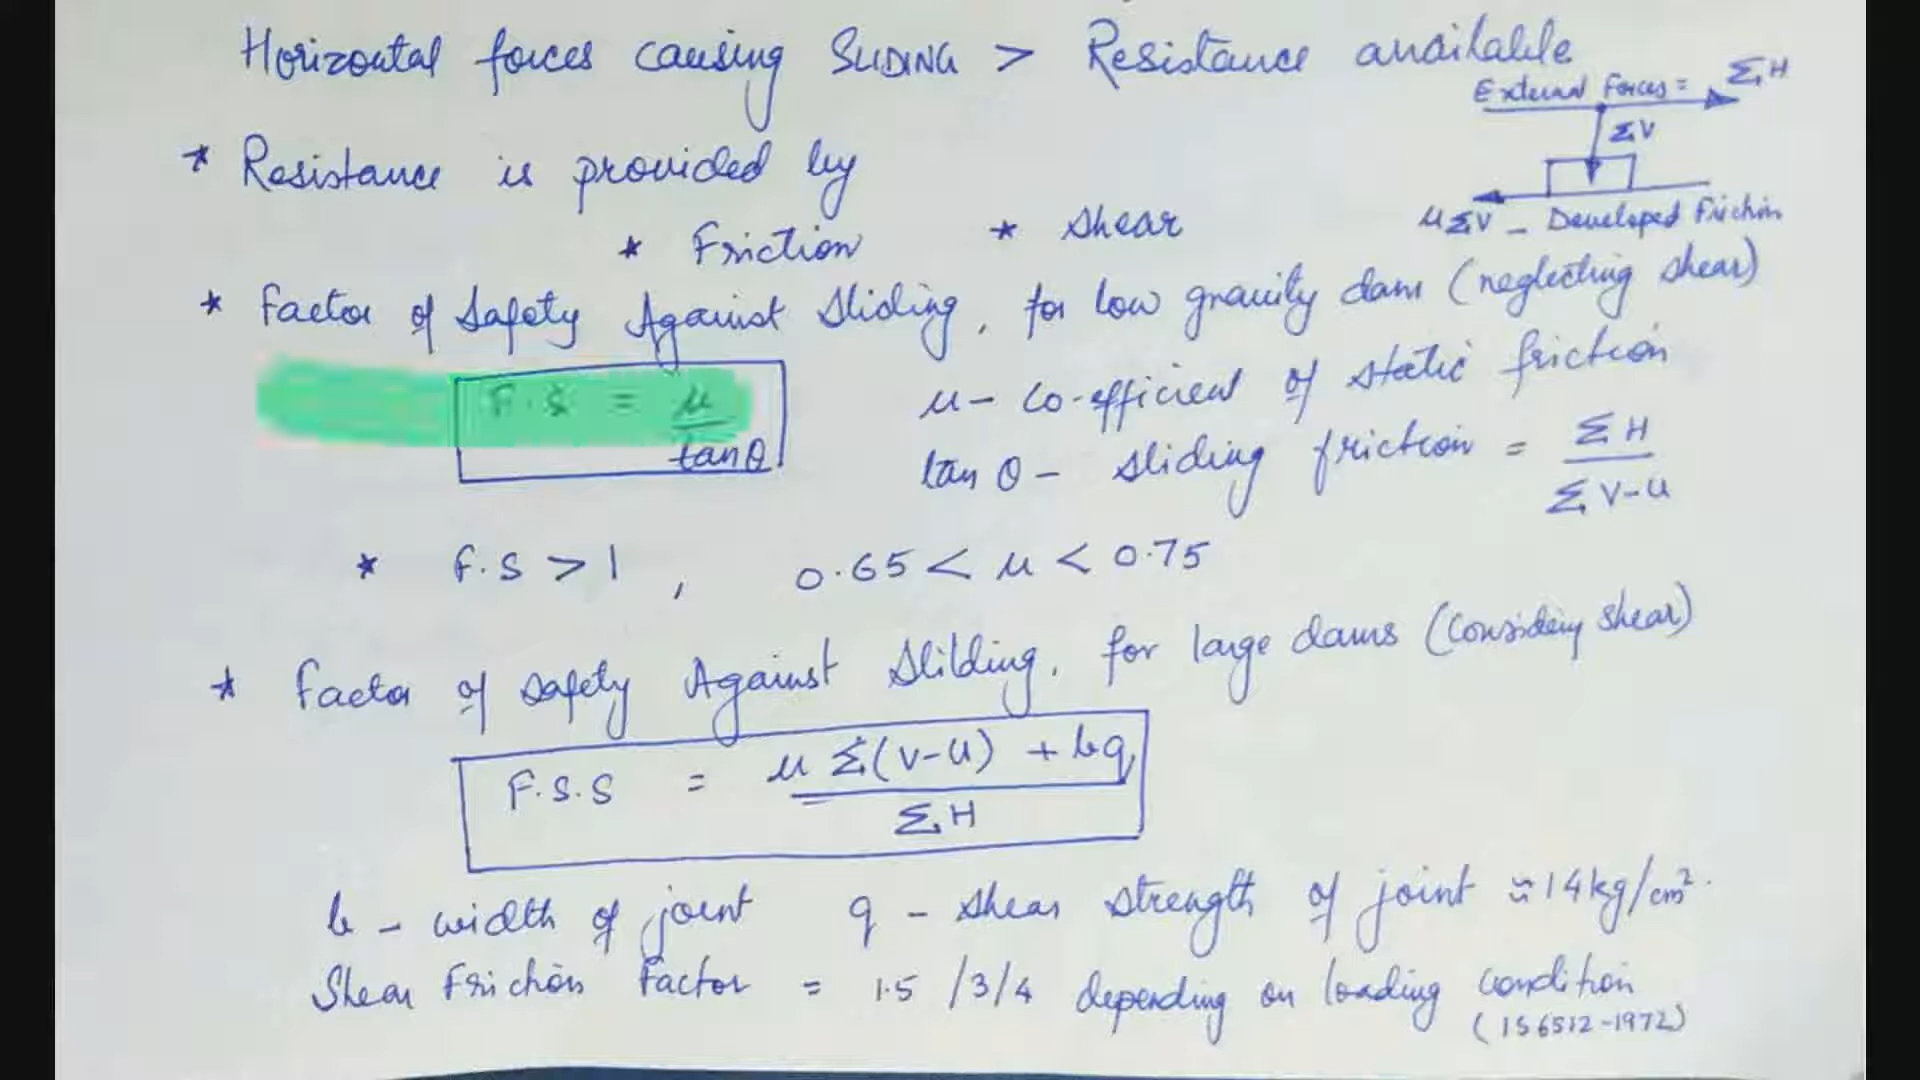 Horizontal forces causing SLIDING > Resistance available
External Forces = ΣH
ΣV
μΣV - Developed Friction
* Resistance is provided by
* Friction * Shear
* Factor of Safety Against Sliding, for low gravity dam (neglecting shear)
F.S = μ / tan θ
μ - co-efficient of static friction
tan θ - sliding friction = ΣH / ΣV-U
* F.S > 1, 0.65 < μ < 0.75
* Factor of safety Against Slibding, for large dams (Consideiy shear)
F.S.S = μ Σ(V-U) + bq / ΣH
b - width of joint q - shear strength of joint ≈ 14 kg/cm².
Shear Friction Factor = 1.5 /3/4 depending on loading condition
(IS 6512-1972)